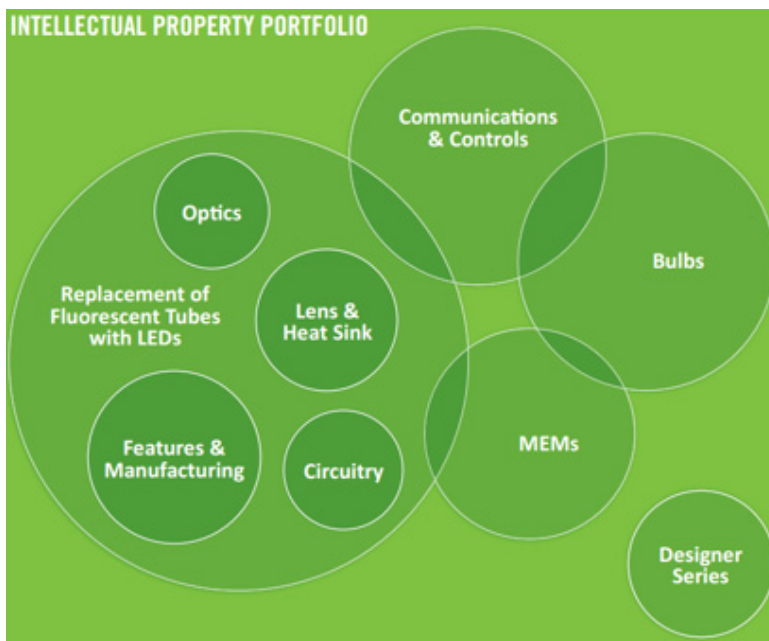 INTELLECTUAL PROPERTY PORTFOLIO
Communications
& Controls
Optics
Bulbs
Replacement of
Fluorescent Tubes
with LEDs
Lens &
Heat Sink
Features &
Manufacturing
Circuitry
MEMs
Designer
Series